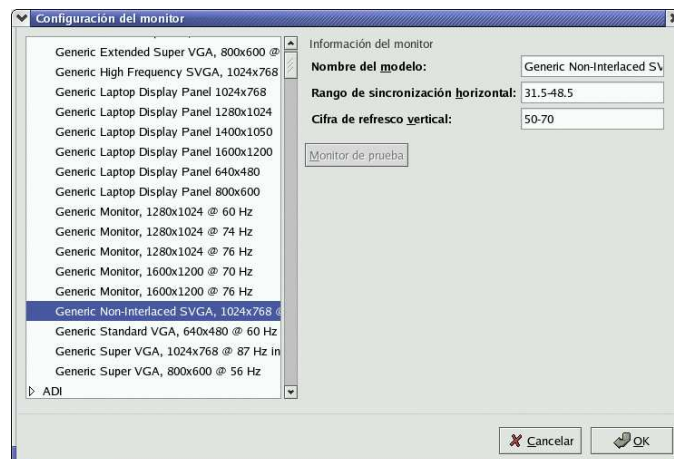 Configuración del monitor
Generic Extended Super VGA, 800x600 @
Generic High Frequency SVGA, 1024x768
Generic Laptop Display Panel 1024x768
Generic Laptop Display Panel 1280x1024
Generic Laptop Display Panel 1400x1050
Generic Laptop Display Panel 1600x1200
Generic Laptop Display Panel 640x480
Generic Laptop Display Panel 800x600
Generic Monitor, 1280x1024 @ 60 Hz
Generic Monitor, 1280x1024 @ 74 Hz
Generic Monitor, 1280x1024 @ 76 Hz
Generic Monitor, 1600x1200 @ 70 Hz
Generic Monitor, 1600x1200 @ 76 Hz
Generic Non-Interlaced SVGA, 1024x768 @
Generic Standard VGA, 640x480 @ 60 Hz
Generic Super VGA, 1024x768 @ 87 Hz in
Generic Super VGA, 800x600 @ 56 Hz
ADI
Información del monitor
Nombre del modelo: Generic Non-Interlaced SV
Rango de sincronización horizontal: 31.5-48.5
Cifra de refresco vertical: 50-70
Monitor de prueba
Cancelar
OK